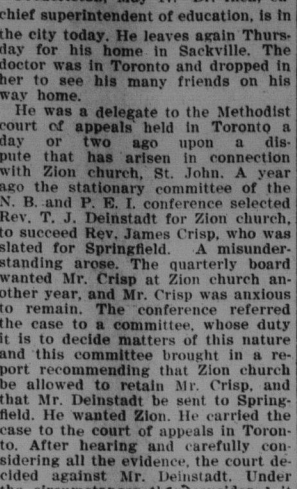 chief superintendent of education, is in
the city today. He leaves again Thurs-
day for his home in Sackville. The
doctor was in Toronto and dropped in
her to see his many friends on his
way home.
He was a delegate to the Methodist
court of appeals held in Toronto a
day or two ago upon a dis-
pute that has arisen in connection
with Zion church, St. John. A year
ago the stationary committee of the
N. B. and P. E. I. conference selected
Rev. T. J. Deinstadt for Zion church,
to succeed Rev. James Crisp, who was
slated for Springfield. A misunder-
standing arose. The quarterly board
wanted Mr. Crisp at Zion church an-
other year, and Mr. Crisp was anxious
to remain. The conference referred
the case to a committee, whose duty
it is to decide matters of this nature
and this committee brought in a re-
port recommending that Zion church
be allowed to retain Mr. Crisp, and
that Mr. Deinstadt be sent to Spring-
field. He wanted Zion. He carried the
case to the court of appeals in Toron-
to. After hearing and carefully con-
sidering all the evidence, the court de-
cided against Mr. Deinstadt. Under